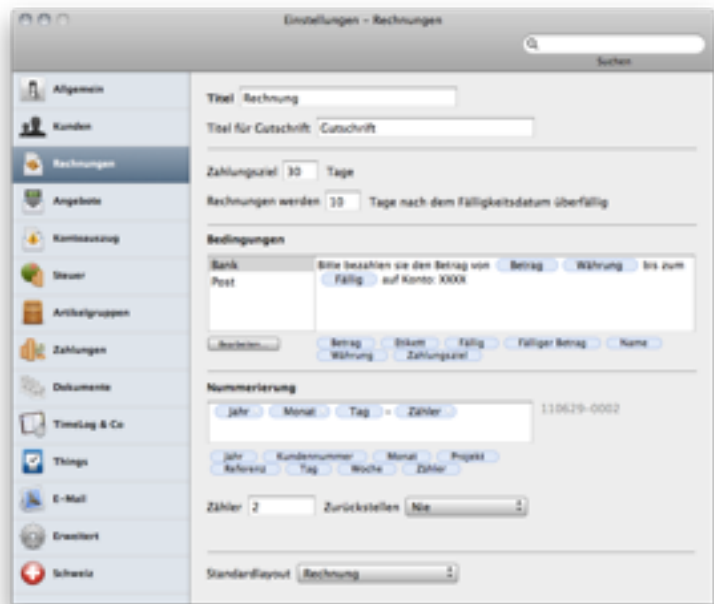 Einstellungen – Rechnungen
Suchen
Allgemein
Kunden
Rechnungen
Angebote
Kontoauszug
Steuer
Artikelgruppen
Zahlungen
Dokumente
TimeLog & Co
Things
E-Mail
Erweitert
Schweiz
Titel Rechnung
Titel für Gutschrift Gutschrift
Zahlungsziel 30 Tage
Rechnungen werden 10 Tage nach dem Fälligkeitsdatum überfällig
Bedingungen
Bank
Post
Bitte bezahlen sie den Betrag von Betrag Währung bis zum
Fällig auf Konto: XXXX
Bearbeiten...
Betrag Etikett Fällig Fälliger Betrag Name
Währung Zahlungsziel
Nummerierung
Jahr Monat Tag - Zähler 110629-0002
Jahr Kundennummer Monat Projekt
Referenz Tag Woche Zähler
Zähler 2 Zurückstellen Nie
Standardlayout Rechnung